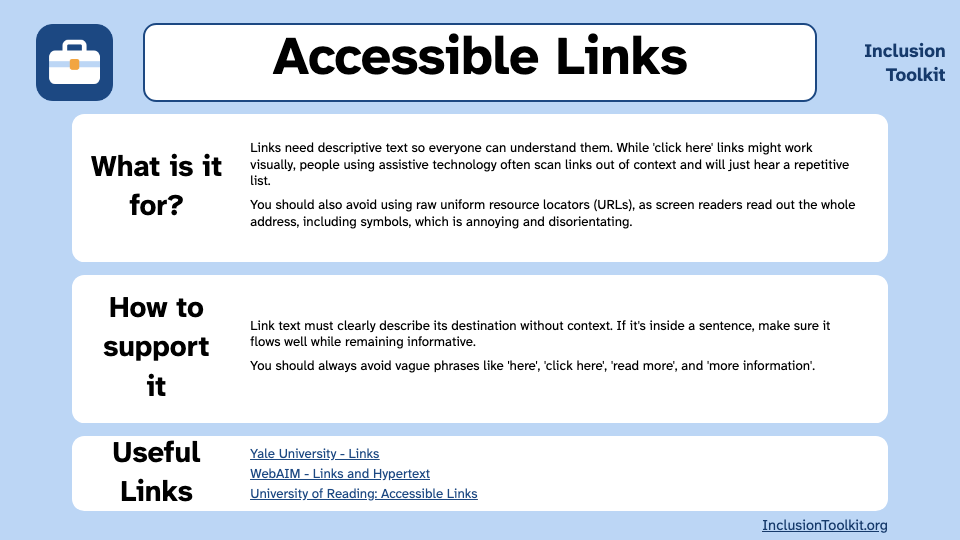 Accessible Links
Inclusion
Toolkit
What is it
for?
Links need descriptive text so everyone can understand them. While 'click here' links might work
visually, people using assistive technology often scan links out of context and will just hear a repetitive
list.
You should also avoid using raw uniform resource locators (URLs), as screen readers read out the whole
address, including symbols, which is annoying and disorientating.
How to
support
it
Link text must clearly describe its destination without context. If it's inside a sentence, make sure it
flows well while remaining informative.
You should always avoid vague phrases like 'here', 'click here', 'read more', and 'more information'.
Useful
Links
Yale University - Links
WebAIM - Links and Hypertext
University of Reading: Accessible Links
InclusionToolkit.org